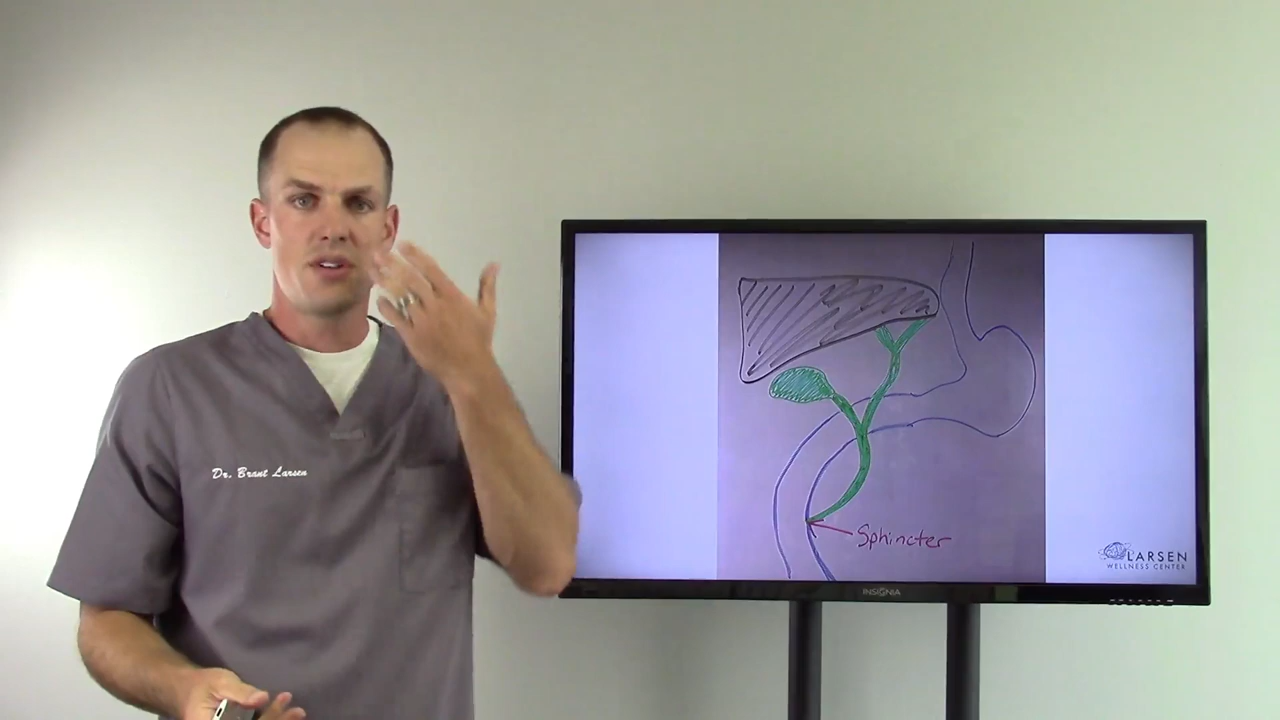 Dr. Brant Larsen
Sphincter
LARSEN
WELLNESS CENTER
INSIGNIA